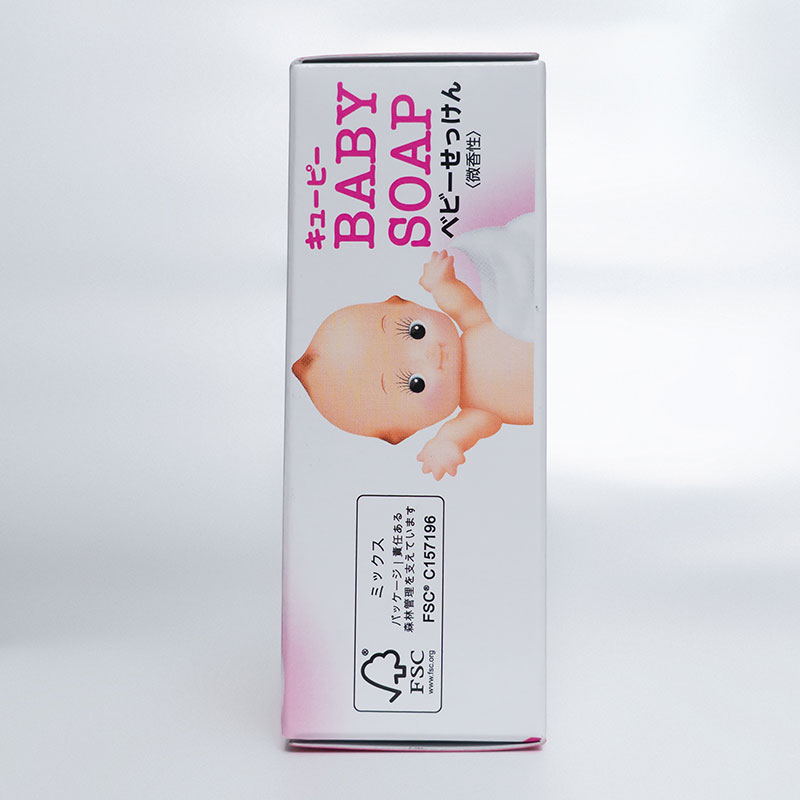 キューピー
BABY
SOAP
ベビーせっけん
〈微香性〉
®
FSC
www.fsc.org
ミックス
パッケージ|責任ある
森林管理を支えています
FSC® C157196